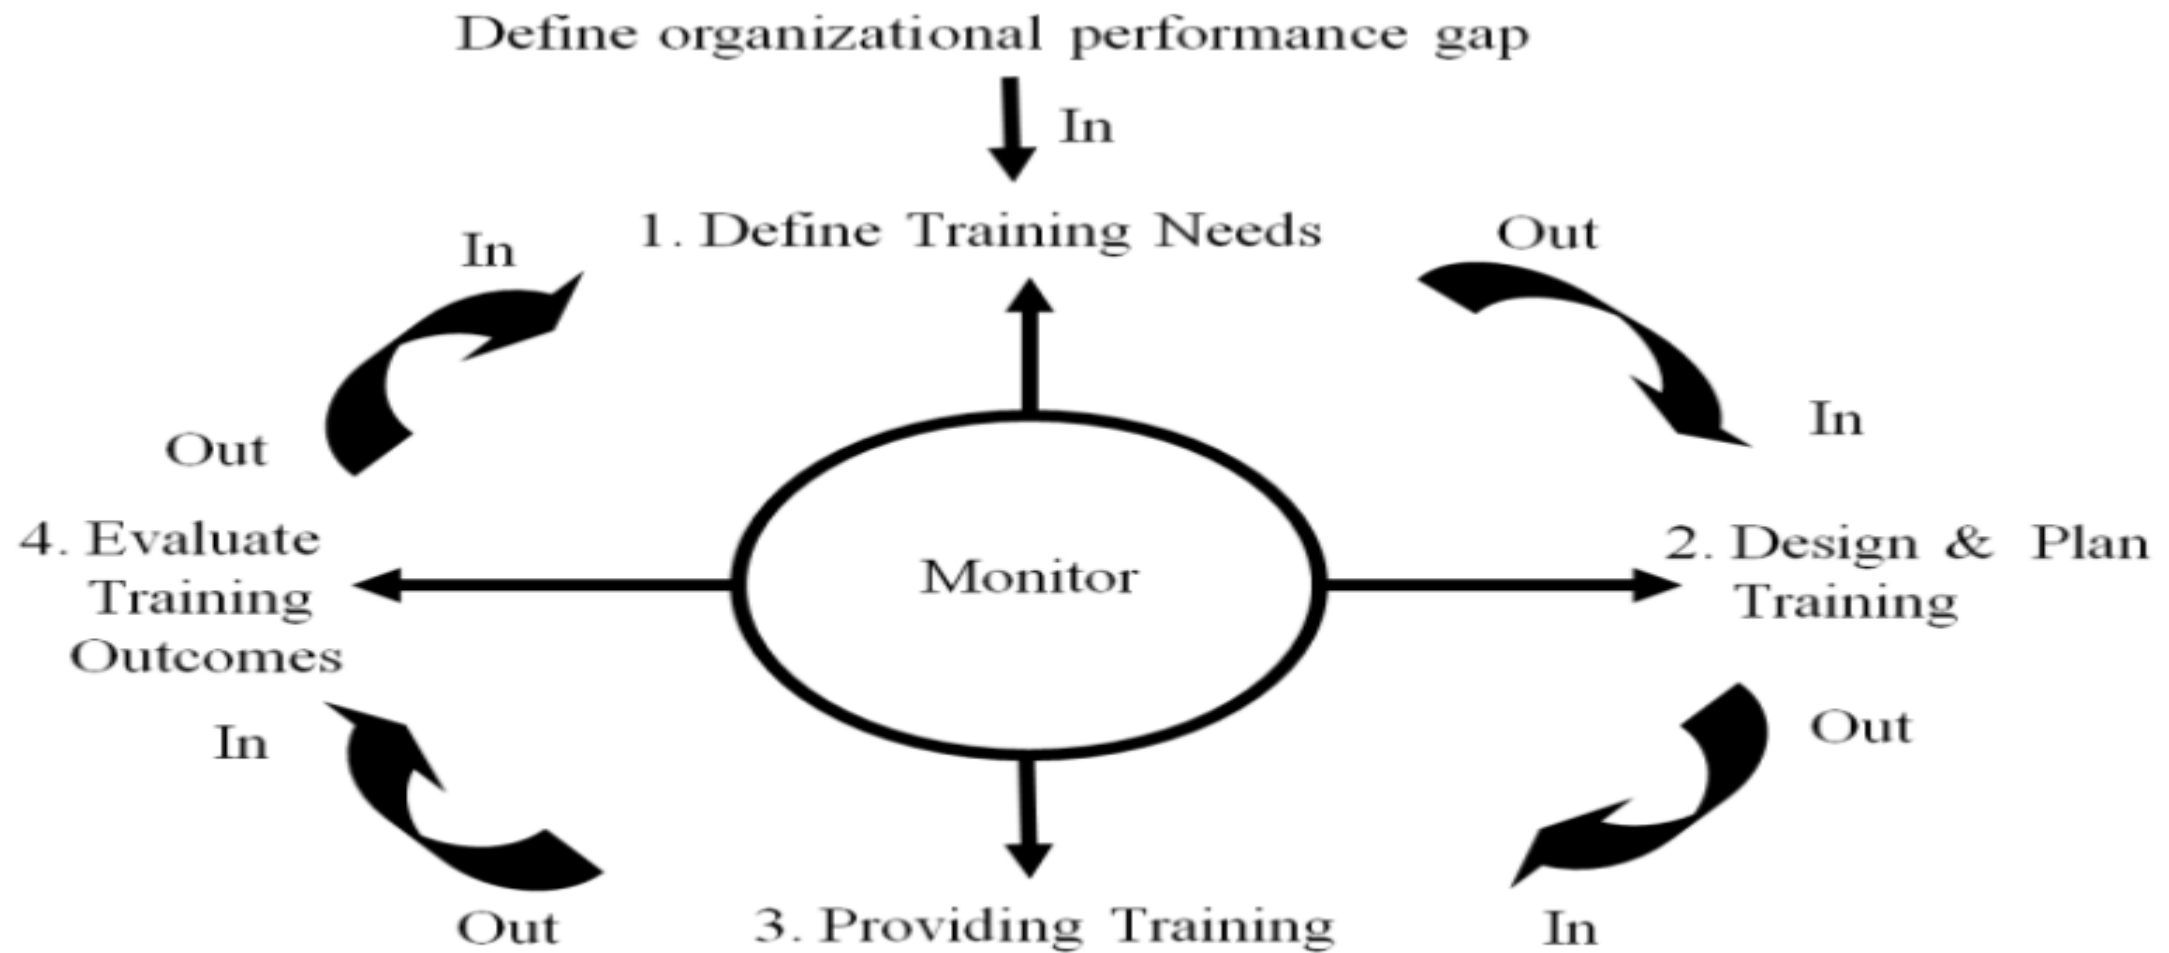 Define organizational performance gap
In
1. Define Training Needs
In
Out
Out
In
4. Evaluate
Training
Outcomes
Monitor
2. Design & Plan
Training
In
Out
Out
3. Providing Training
In